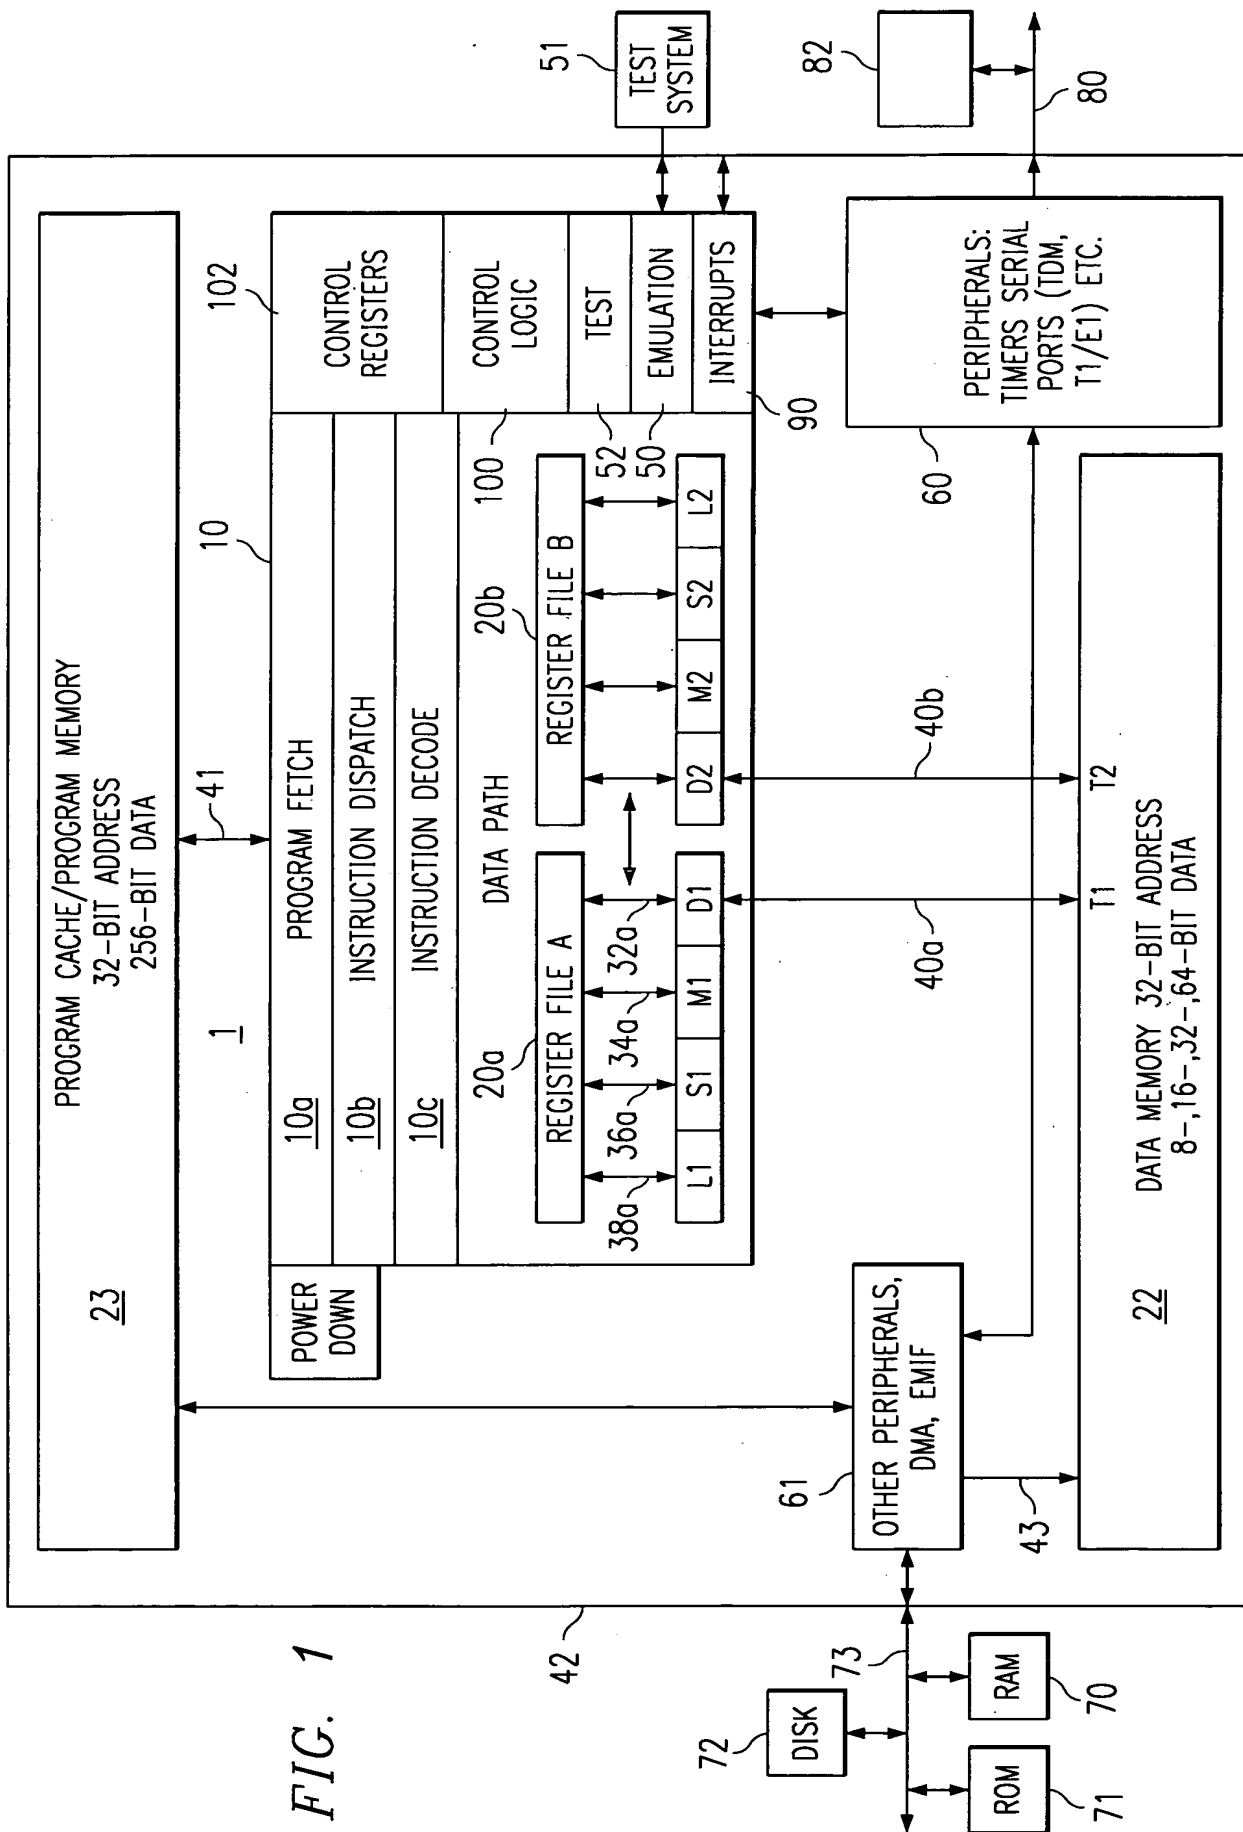 PROGRAM CACHE/PROGRAM MEMORY
32-BIT ADDRESS
256-BIT DATA
23
41
1
10
102
POWER
DOWN
PROGRAM FETCH
10a
INSTRUCTION DISPATCH
10b
INSTRUCTION DECODE
10c
CONTROL
REGISTERS
CONTROL
LOGIC
100
TEST
52
EMULATION
50
INTERRUPTS
90
TEST
SYSTEM
51
DATA PATH
20a
REGISTER FILE A
20b
REGISTER FILE B
38a
36a
34a
32a
L1
S1
M1
D1
D2
M2
S2
L2
40a
40b
61
OTHER PERIPHERALS,
DMA, EMIF
43
60
PERIPHERALS:
TIMERS SERIAL
PORTS (TDM,
T1/E1) ETC.
82
80
T1
T2
DATA MEMORY 32-BIT ADDRESS
8-,16-,32-,64-BIT DATA
22
42
72
DISK
73
ROM
71
RAM
70
FIG. 1